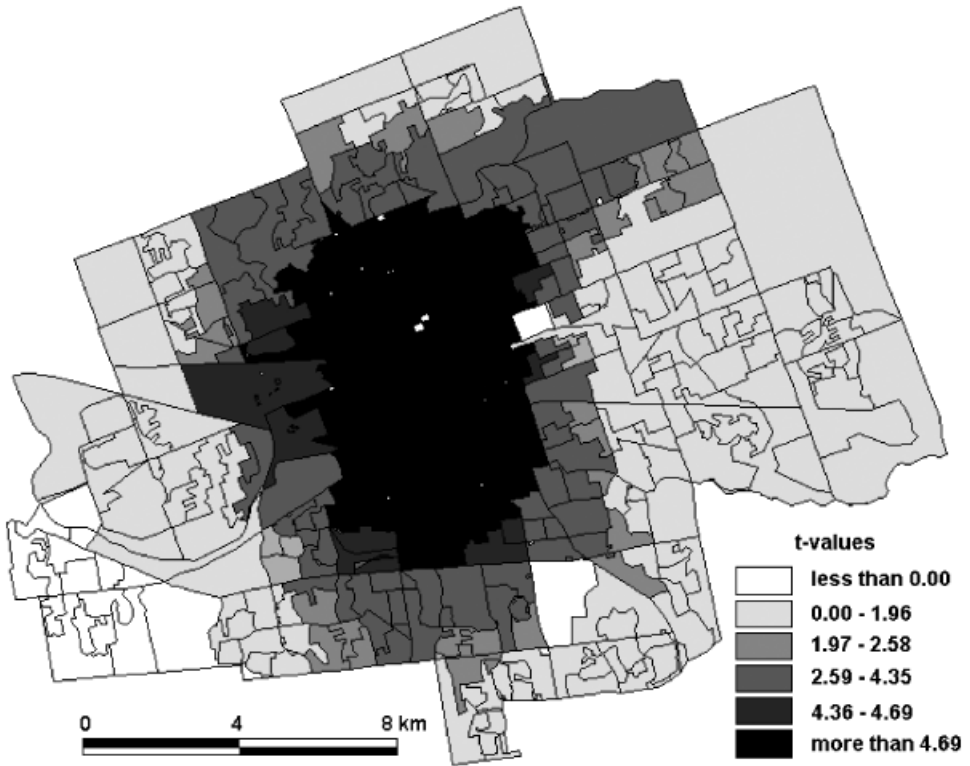 t-values
less than 0.00
0.00 - 1.96
1.97 - 2.58
2.59 - 4.35
4.36 - 4.69
more than 4.69
0 4 8 km